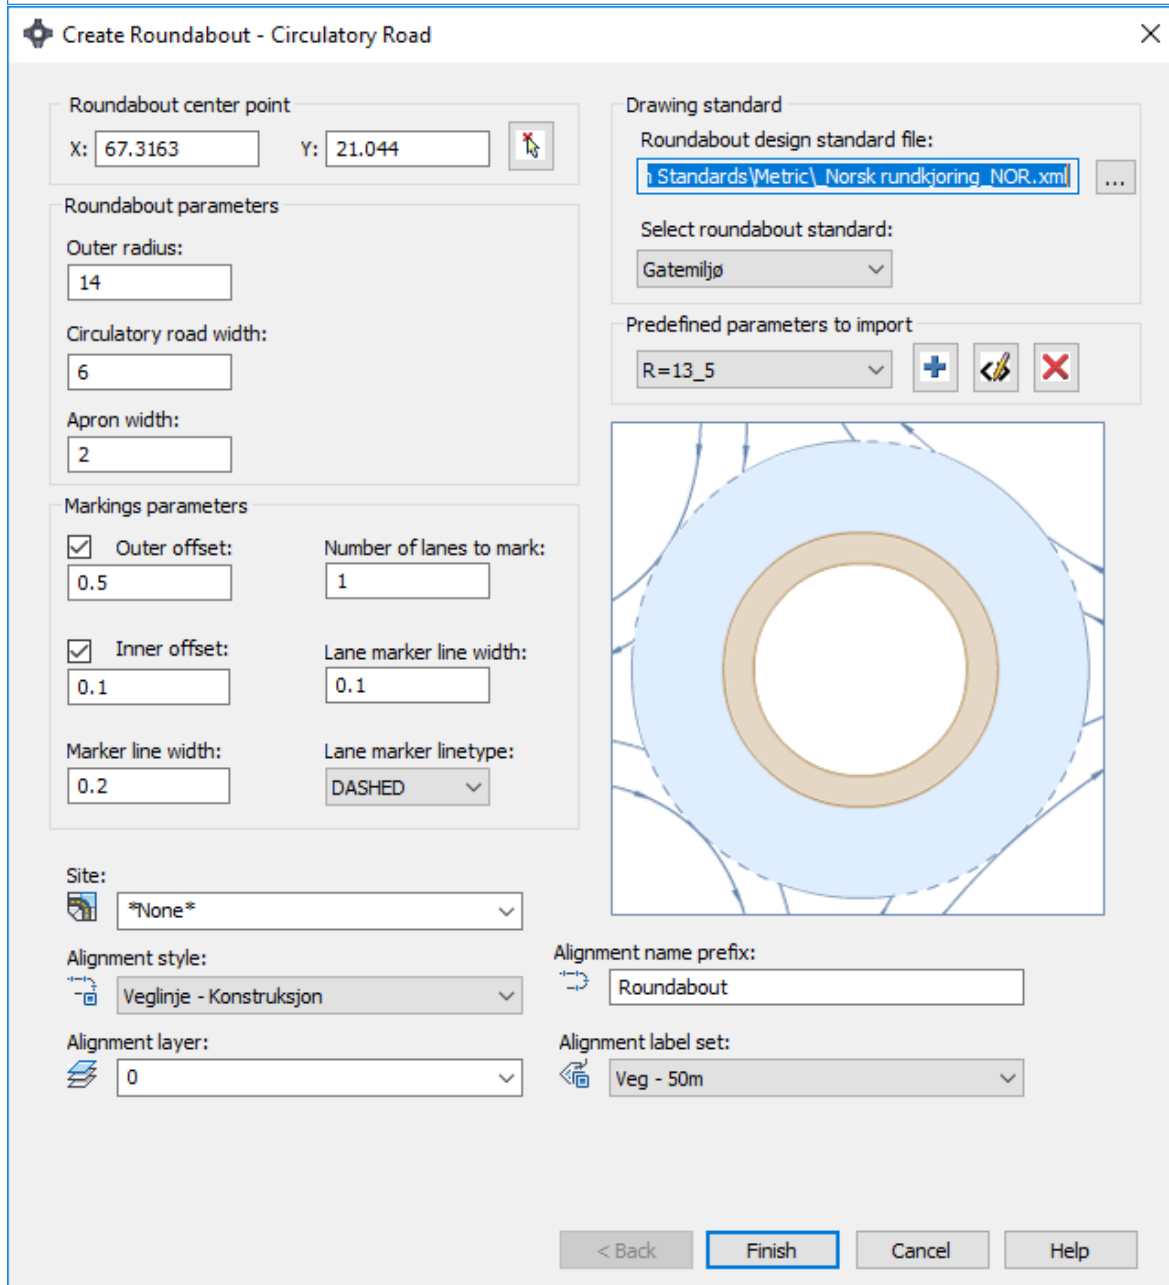 Create Roundabout - Circulatory Road
Roundabout center point
X: 67.3163 Y: 21.044
Roundabout parameters
Outer radius:
14
Circulatory road width:
6
Apron width:
2
Markings parameters
Outer offset:
0.5
Number of lanes to mark:
1
Inner offset:
0.1
Lane marker line width:
0.1
Marker line width:
0.2
Lane marker linetype:
DASHED
Drawing standard
Roundabout design standard file:
Standards\Metric\_Norsk rundkjoring_NOR.xml
...
Select roundabout standard:
Gatemiljø
Predefined parameters to import
R=13_5
Site:
*None*
Alignment style:
Veglinje - Konstruksjon
Alignment name prefix:
Roundabout
Alignment layer:
0
Alignment label set:
Veg - 50m
< Back Finish Cancel Help